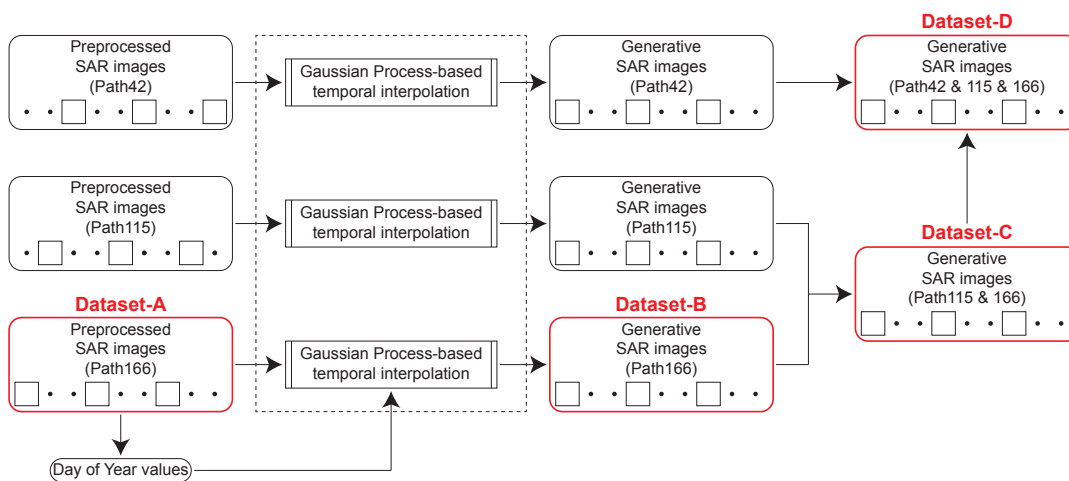 Dataset-D
Preprocessed
SAR images
(Path42)
Gaussian Process-based
temporal interpolation
Generative
SAR images
(Path42)
Generative
SAR images
(Path42 & 115 & 166)
Preprocessed
SAR images
(Path115)
Gaussian Process-based
temporal interpolation
Generative
SAR images
(Path115)
Dataset-C
Generative
SAR images
(Path115 & 166)
Dataset-A
Preprocessed
SAR images
(Path166)
Gaussian Process-based
temporal interpolation
Dataset-B
Generative
SAR images
(Path166)
Day of Year values